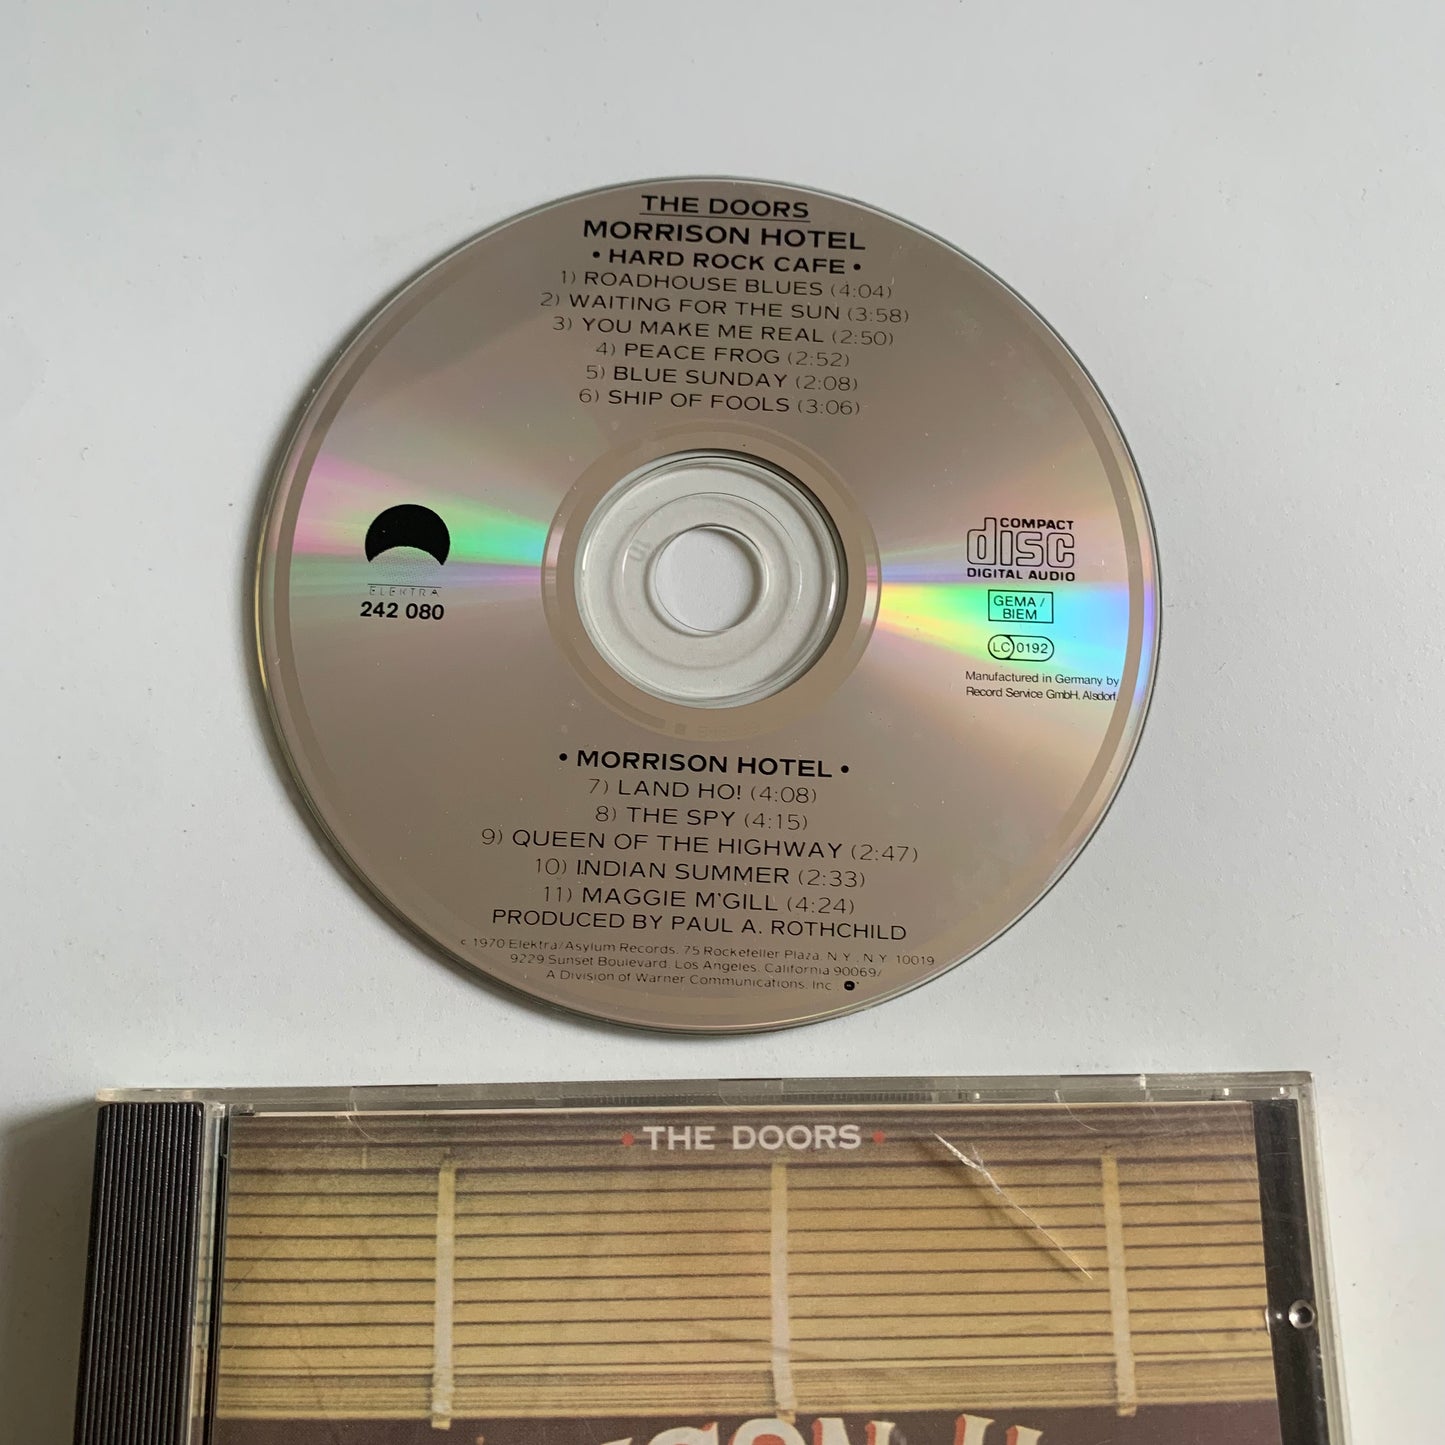 THE DOORS
MORRISON HOTEL
• HARD ROCK CAFE •
1) ROADHOUSE BLUES (4:04)
2) WAITING FOR THE SUN (3:58)
3) YOU MAKE ME REAL (2:50)
4) PEACE FROG (2:52)
5) BLUE SUNDAY (2:08)
6) SHIP OF FOOLS (3:06)
ELEKTRA
242 080
COMPACT
disc
DIGITAL AUDIO
GEMA/
BIEM
LC 0192
Manufactured in Germany by
Record Service GmbH, Alsdorf.
• MORRISON HOTEL •
7) LAND HO! (4:08)
8) THE SPY (4:15)
9) QUEEN OF THE HIGHWAY (2:47)
10) INDIAN SUMMER (2:33)
11) MAGGIE M'GILL (4:24)
PRODUCED BY PAUL A. ROTHCHILD
c 1970 Elektra/Asylum Records, 75 Rockefeller Plaza, N.Y., N.Y. 10019
9229 Sunset Boulevard, Los Angeles, California 90069/
A Division of Warner Communications, Inc.
• THE DOORS •